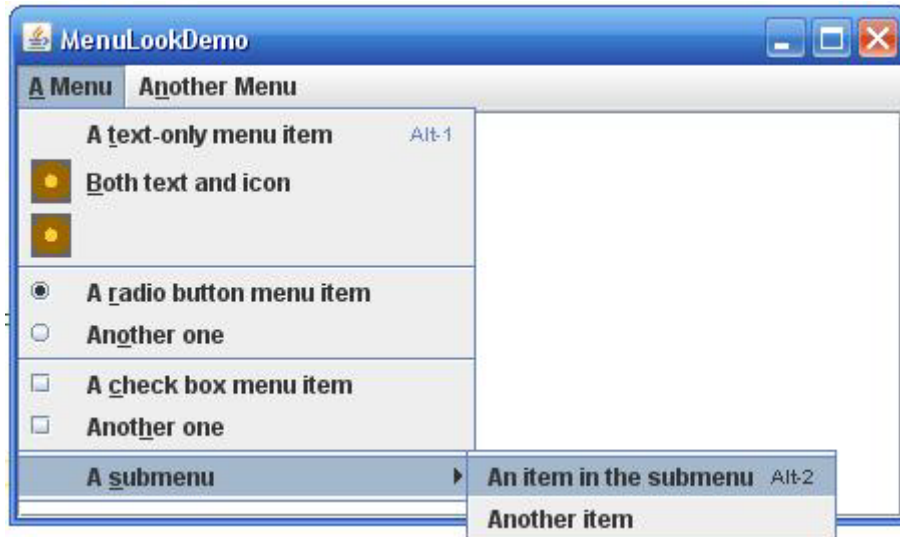 MenuLookDemo
A Menu Another Menu
A text-only menu item Alt-1
Both text and icon
A radio button menu item
Another one
A check box menu item
Another one
A submenu An item in the submenu Alt-2
Another item